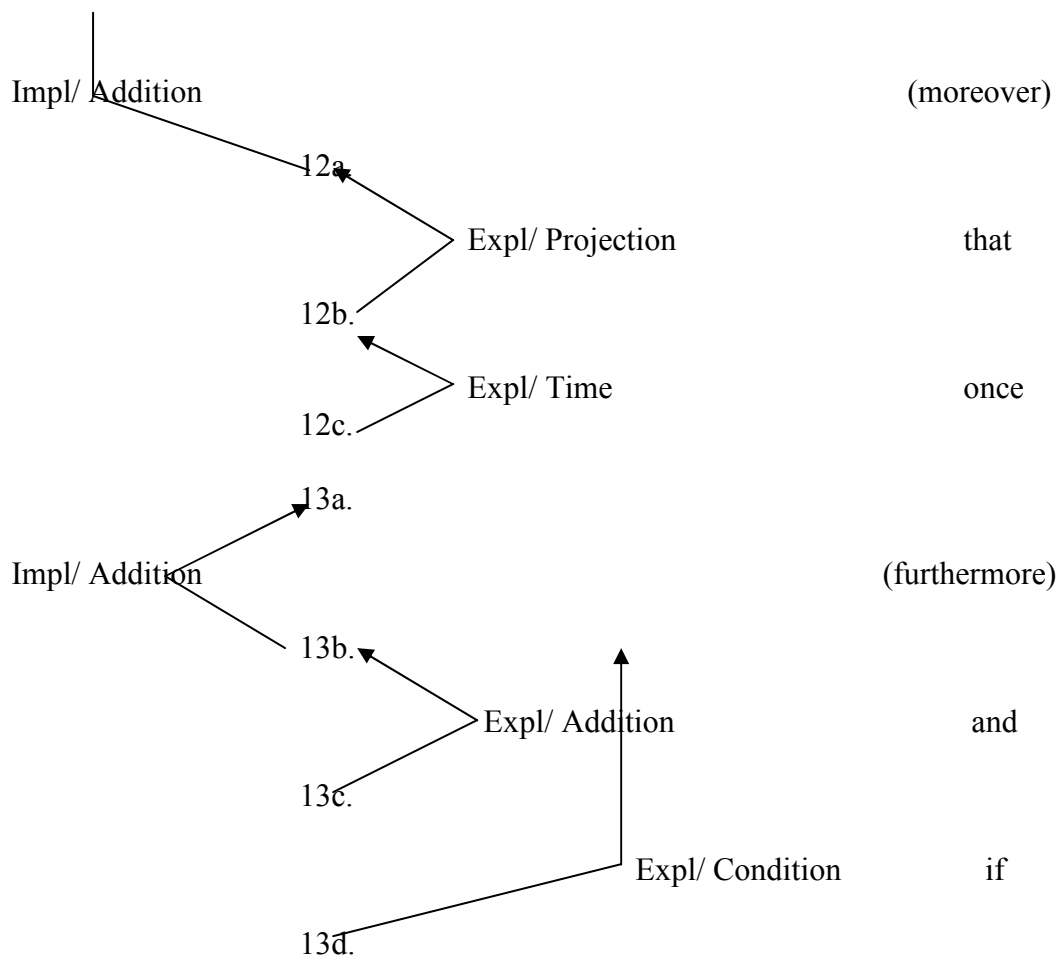 Impl/ Addition (moreover)
12a.
Expl/ Projection that
12b.
Expl/ Time once
12c.
13a.
Impl/ Addition (furthermore)
13b.
Expl/ Addition and
13c.
Expl/ Condition if
13d.